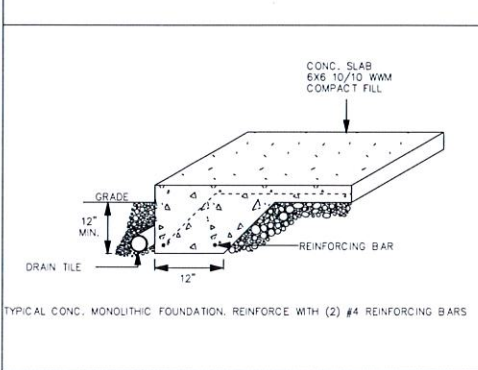 CONC. SLAB
6X6 10/10 WWM
COMPACT FILL
GRADE
12"
MIN.
REINFORCING BAR
DRAIN TILE
12"
TYPICAL CONC. MONOLITHIC FOUNDATION. REINFORCE WITH (2) #4 REINFORCING BARS